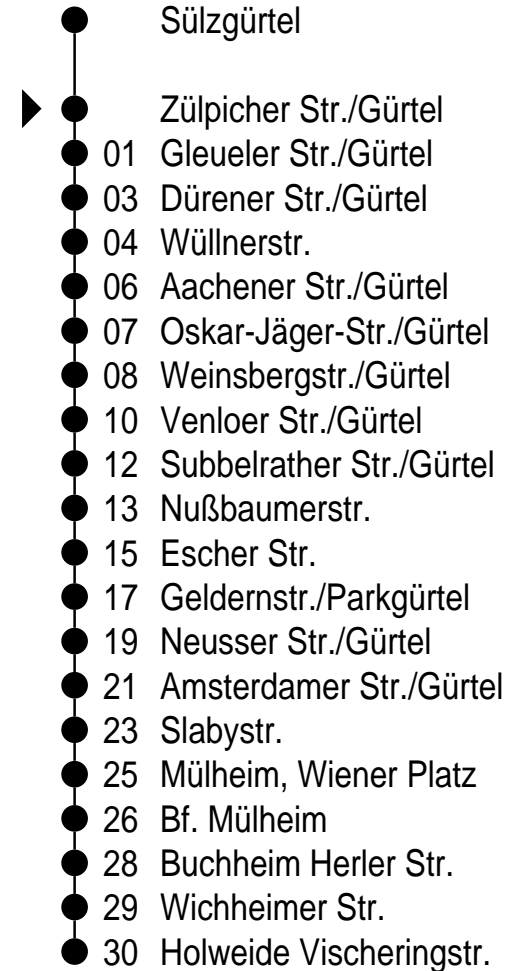 Sülzgürtel
Zülpicher Str./Gürtel
01 Gleueler Str./Gürtel
03 Dürener Str./Gürtel
04 Wüllnerstr.
06 Aachener Str./Gürtel
07 Oskar-Jäger-Str./Gürtel
08 Weinsbergstr./Gürtel
10 Venloer Str./Gürtel
12 Subbelrather Str./Gürtel
13 Nußbaumerstr.
15 Escher Str.
17 Geldernstr./Parkgürtel
19 Neusser Str./Gürtel
21 Amsterdamer Str./Gürtel
23 Slabystr.
25 Mülheim, Wiener Platz
26 Bf. Mülheim
28 Buchheim Herler Str.
29 Wichheimer Str.
30 Holweide Vischeringstr.